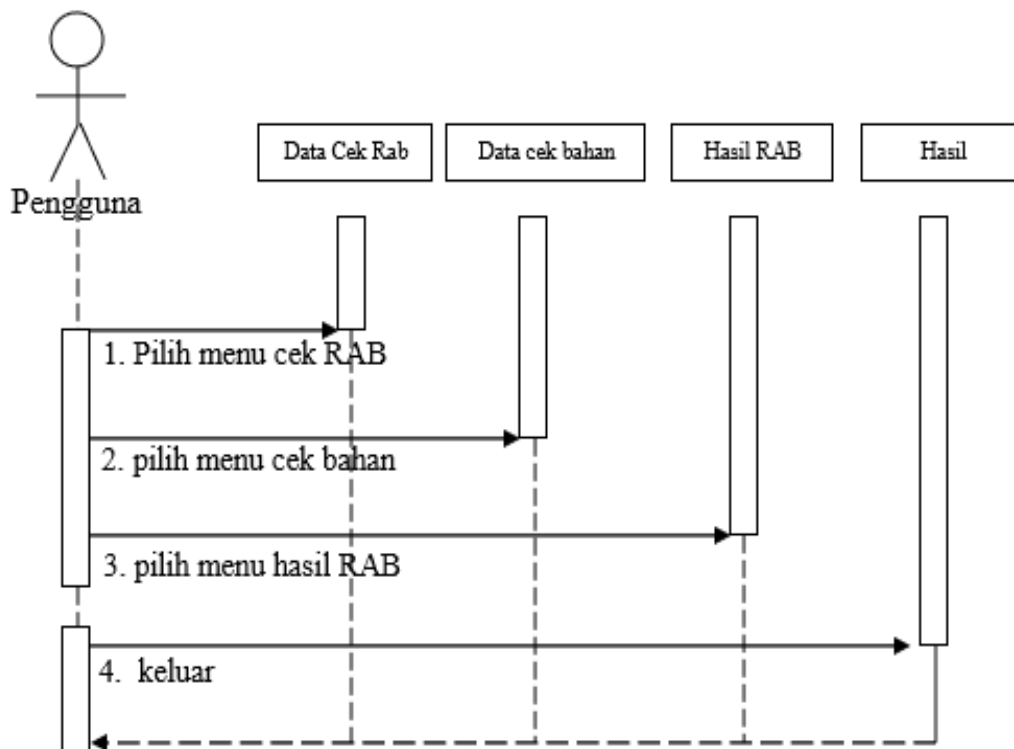 Data Cek Rab
Data cek bahan
Hasil RAB
Hasil
Pengguna
1. Pilih menu cek RAB
2. pilih menu cek bahan
3. pilih menu hasil RAB
4. keluar